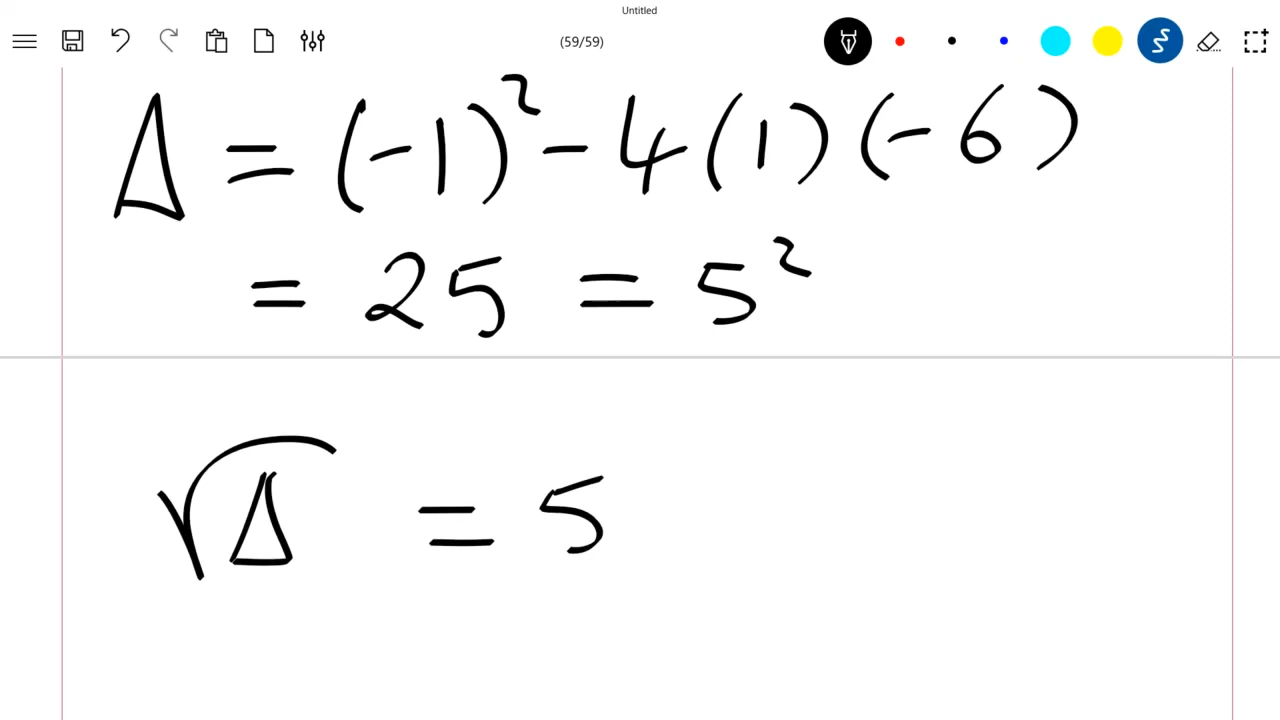 Untitled
(59/59)
Δ = (-1)² - 4(1)(-6)
= 25 = 5²
√Δ = 5